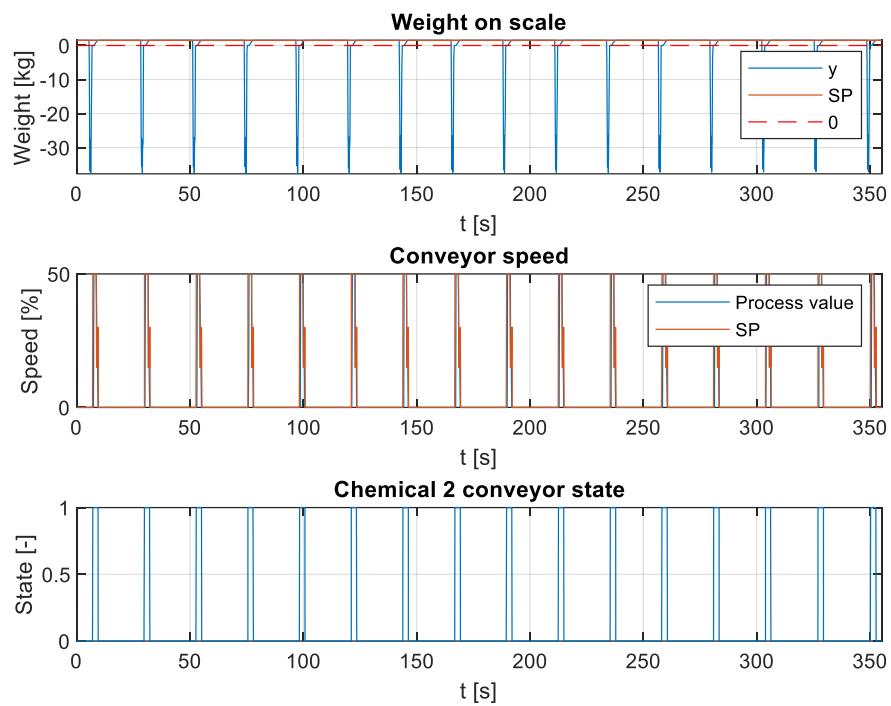 Weight on scale
Weight [kg]
0
-10
-20
-30
y
SP
0
0 50 100 150 200 250 300 350
t [s]
Conveyor speed
Speed [%]
50
0
Process value
SP
0 50 100 150 200 250 300 350
t [s]
Chemical 2 conveyor state
State [-]
1
0.5
0
0 50 100 150 200 250 300 350
t [s]